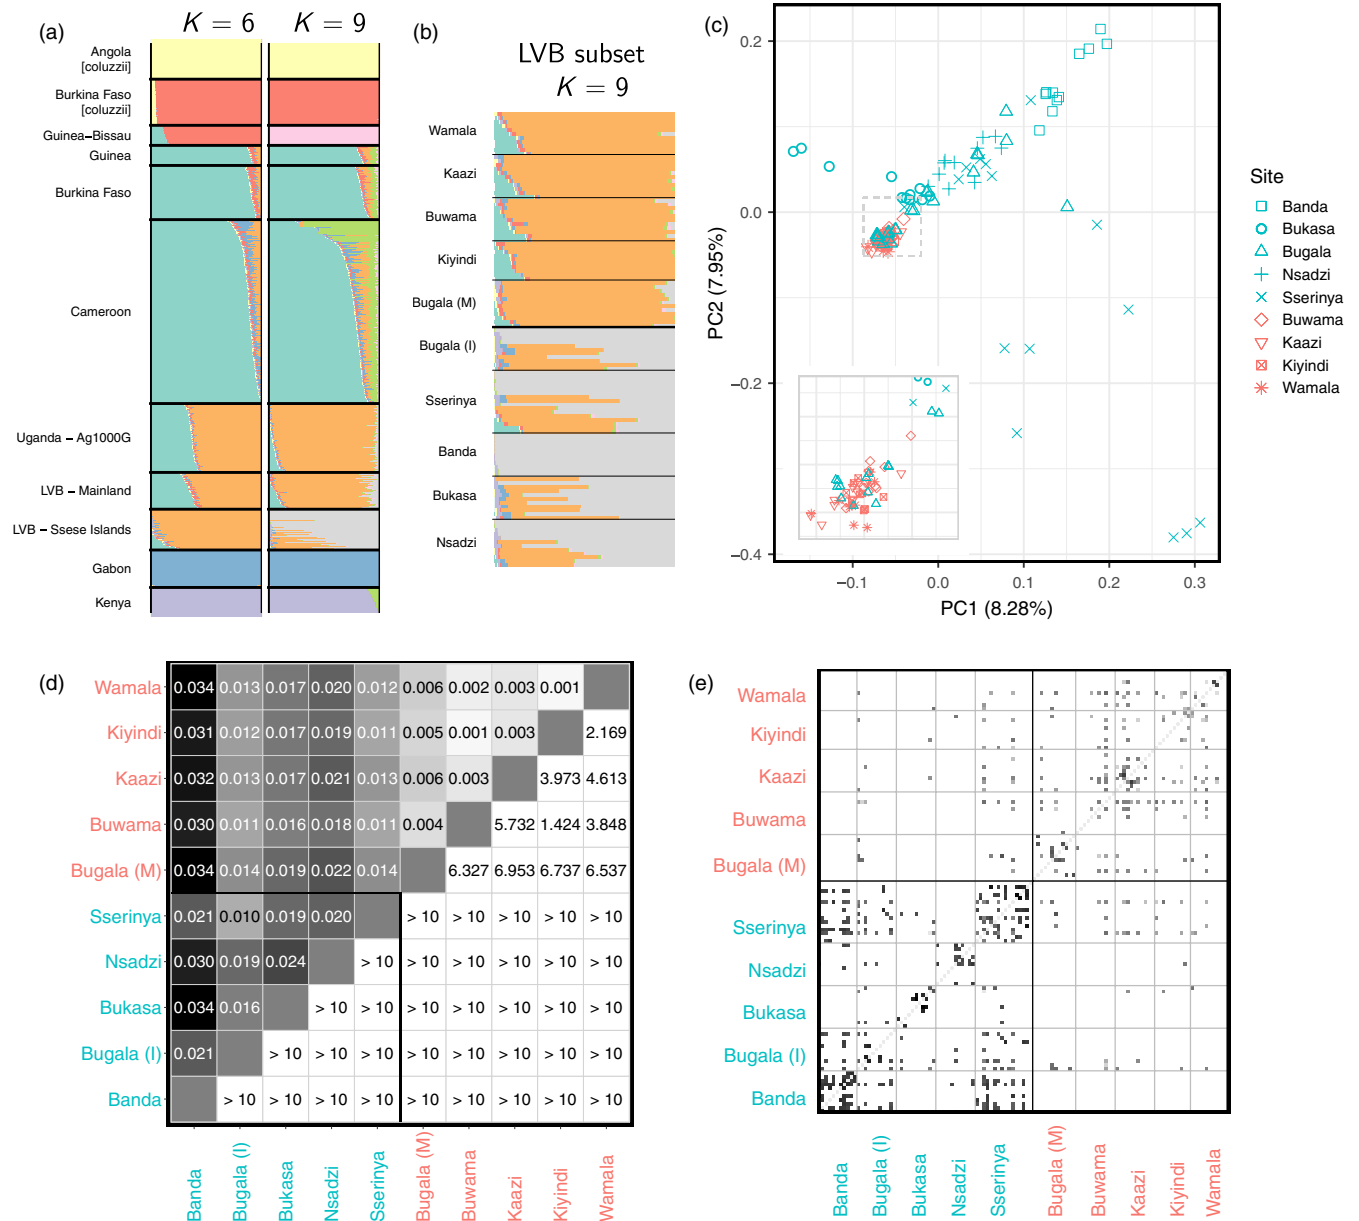 (a)
K = 6
K = 9
Angola
[coluzzii]
Burkina Faso
[coluzzii]
Guinea−Bissau
Guinea
Burkina Faso
Cameroon
Uganda − Ag1000G
LVB − Mainland
LVB − Ssese Islands
Gabon
Kenya
(b)
LVB subset
K = 9
Wamala
Kaazi
Buwama
Kiyindi
Bugala (M)
Bugala (I)
Sserinya
Banda
Bukasa
Nsadzi
(c)
PC2 (7.95%)
0.2
0.0
−0.2
−0.4
−0.1 0.0 0.1 0.2 0.3
PC1 (8.28%)
Site
Banda
Bukasa
Bugala
Nsadzi
Sserinya
Buwama
Kaazi
Kiyindi
Wamala
(d)
Wamala 0.034 0.013 0.017 0.020 0.012 0.006 0.002 0.003 0.001
Kiyindi 0.031 0.012 0.017 0.019 0.011 0.005 0.001 0.003 2.169
Kaazi 0.032 0.013 0.017 0.021 0.013 0.006 0.003 3.973 4.613
Buwama 0.030 0.011 0.016 0.018 0.011 0.004 5.732 1.424 3.848
Bugala (M) 0.034 0.014 0.019 0.022 0.014 6.327 6.953 6.737 6.537
Sserinya 0.021 0.010 0.019 0.020 > 10 > 10 > 10 > 10 > 10
Nsadzi 0.030 0.019 0.024 > 10 > 10 > 10 > 10 > 10 > 10
Bukasa 0.034 0.016 > 10 > 10 > 10 > 10 > 10 > 10 > 10
Bugala (I) 0.021 > 10 > 10 > 10 > 10 > 10 > 10 > 10 > 10
Banda > 10 > 10 > 10 > 10 > 10 > 10 > 10 > 10 > 10
Banda
Bugala (I)
Bukasa
Nsadzi
Sserinya
Bugala (M)
Buwama
Kaazi
Kiyindi
Wamala
(e)
Wamala
Kiyindi
Kaazi
Buwama
Bugala (M)
Sserinya
Nsadzi
Bukasa
Bugala (I)
Banda
Banda
Bugala (I)
Bukasa
Nsadzi
Sserinya
Bugala (M)
Buwama
Kaazi
Kiyindi
Wamala